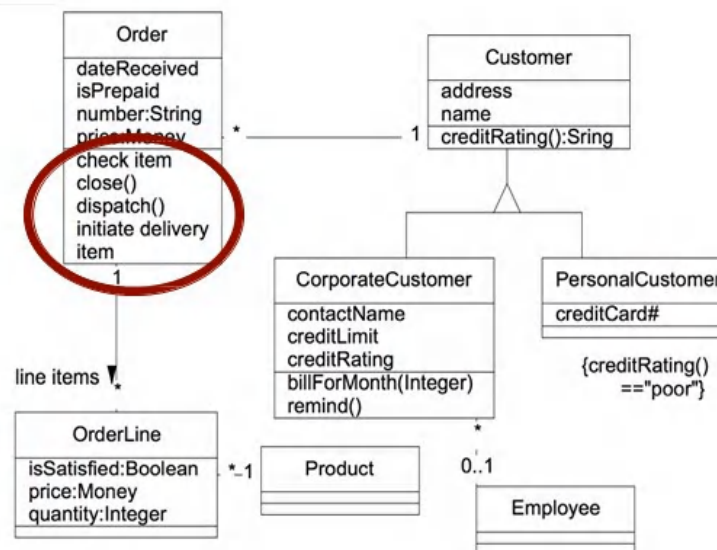 Order
dateReceived
isPrepaid
number:String
price:Money
check item
close()
dispatch()
initiate delivery
item
*
1
Customer
address
name
creditRating():Sring
CorporateCustomer
contactName
creditLimit
creditRating
billForMonth(Integer)
remind()
PersonalCustomer
creditCard#
{creditRating()
=="poor"}
1
line items
*
OrderLine
isSatisfied:Boolean
price:Money
quantity:Integer
*
1
Product
*
0..1
Employee